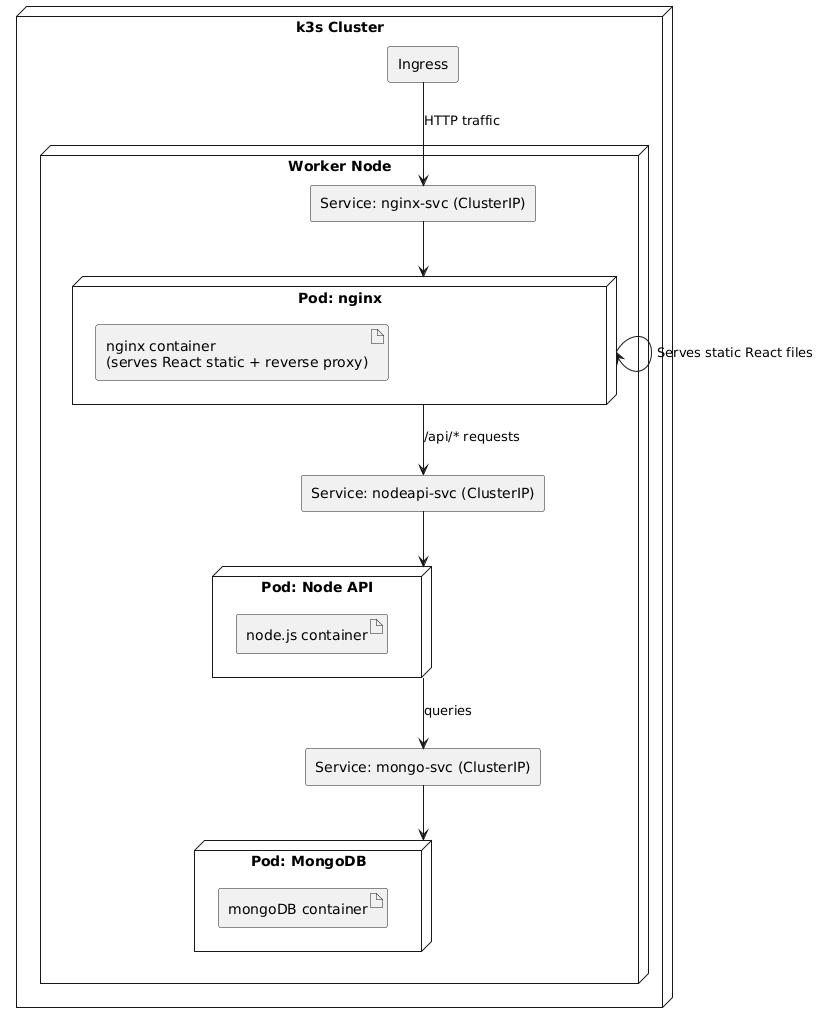 k3s Cluster
Ingress
HTTP traffic
Worker Node
Service: nginx-svc (ClusterIP)
Pod: nginx
nginx container
(serves React static + reverse proxy)
Serves static React files
/api/* requests
Service: nodeapi-svc (ClusterIP)
Pod: Node API
node.js container
queries
Service: mongo-svc (ClusterIP)
Pod: MongoDB
mongoDB container